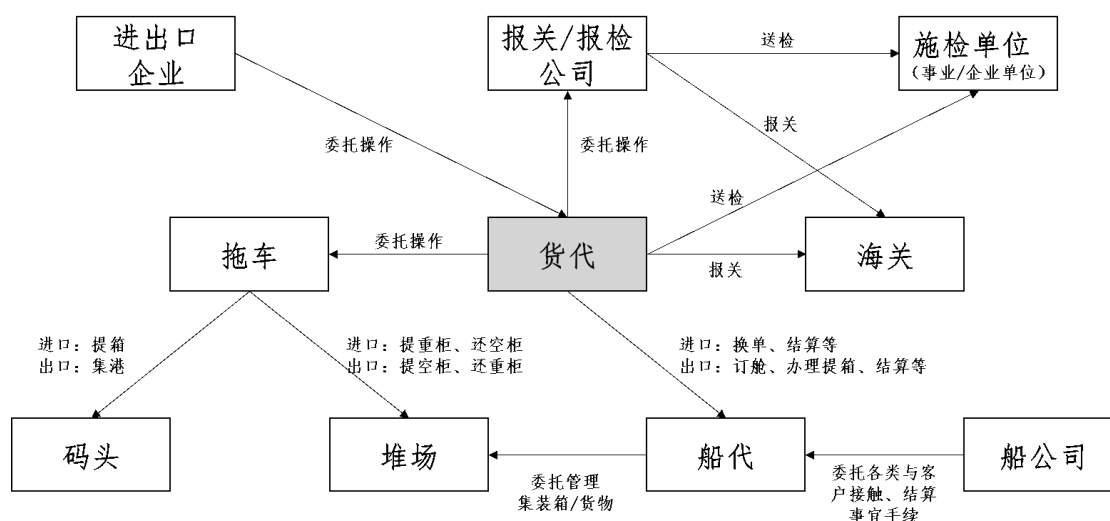 进出口
企业
报关/报检
公司
送检
施检单位
（事业/企业单位）
委托操作
委托操作
报关
送检
拖车
委托操作
货代
报关
海关
进口：提箱
出口：集港
进口：提重柜、还空柜
出口：提空柜、还重柜
进口：换单、结算等
出口：订舱、办理提箱、结算等
码头
堆场
委托管理
集装箱/货物
船代
委托各类与客
户接触、结算
事宜手续
船公司